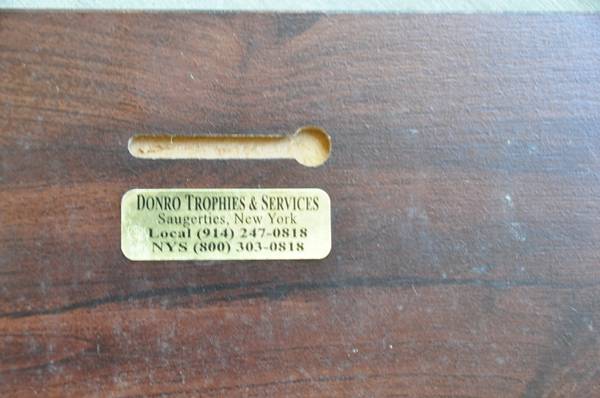 DONRO TROPHIES & SERVICES
Saugerties, New York
Local (914) 247-0818
NYS (800) 303-0818